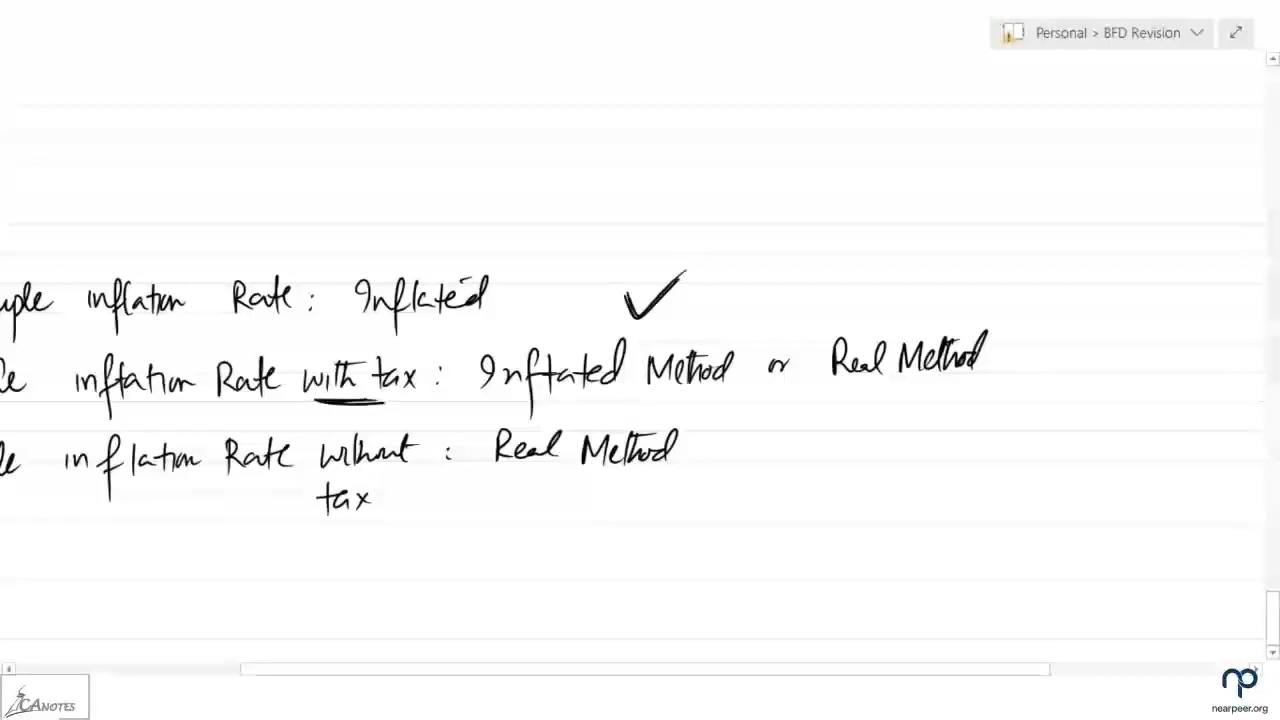 Personal > BFD Revision
uple inflation Rate: Inflated
le inflation Rate with tax: Inflated Method or Real Method
le inflation Rate without: Real Method
tax
CANOTES
np
nearpeer.org